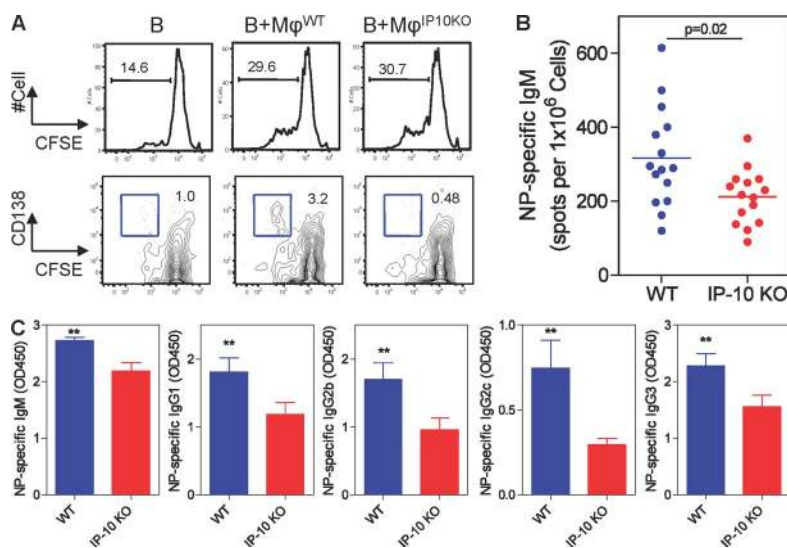 A
B
B+Mφ^WT
B+Mφ^IP10KO
#Cell
CFSE
14.6
29.6
30.7
CD138
CFSE
1.0
3.2
0.48
B
NP-specific IgM
(spots per 1x10^6 Cells)
p=0.02
600
400
200
0
WT
IP-10 KO
C
NP-specific IgM (OD450)
3
2
1
0
**
WT
IP-10 KO
NP-specific IgG1 (OD450)
2
1
0
**
WT
IP-10 KO
NP-specific IgG2b (OD450)
2
1
0
**
WT
IP-10 KO
NP-specific IgG2c (OD450)
1.0
0.5
0.0
**
WT
IP-10 KO
NP-specific IgG3 (OD450)
3
2
1
0
**
WT
IP-10 KO